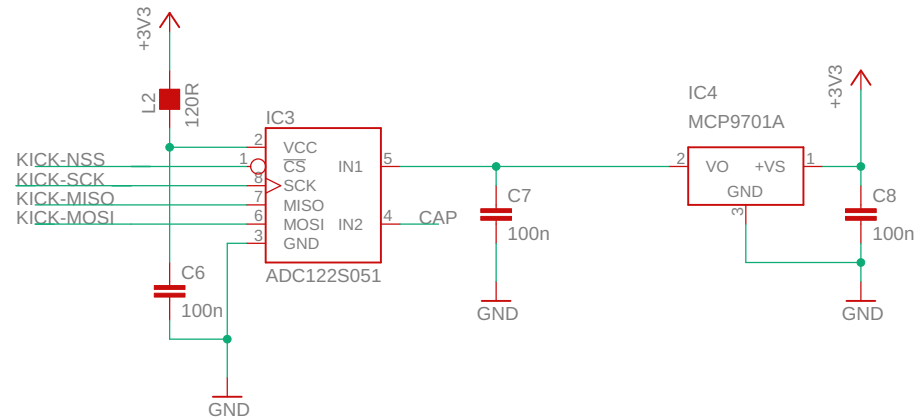 +3V3
L2
120R
IC3
2
VCC
KICK-NSS
1
CS
IN1
5
KICK-SCK
8
SCK
KICK-MISO
7
MISO
KICK-MOSI
6
MOSI
IN2
4
CAP
3
GND
ADC122S051
C6
100n
GND
C7
100n
GND
IC4
MCP9701A
2
VO
+VS
1
GND
3
+3V3
C8
100n
GND